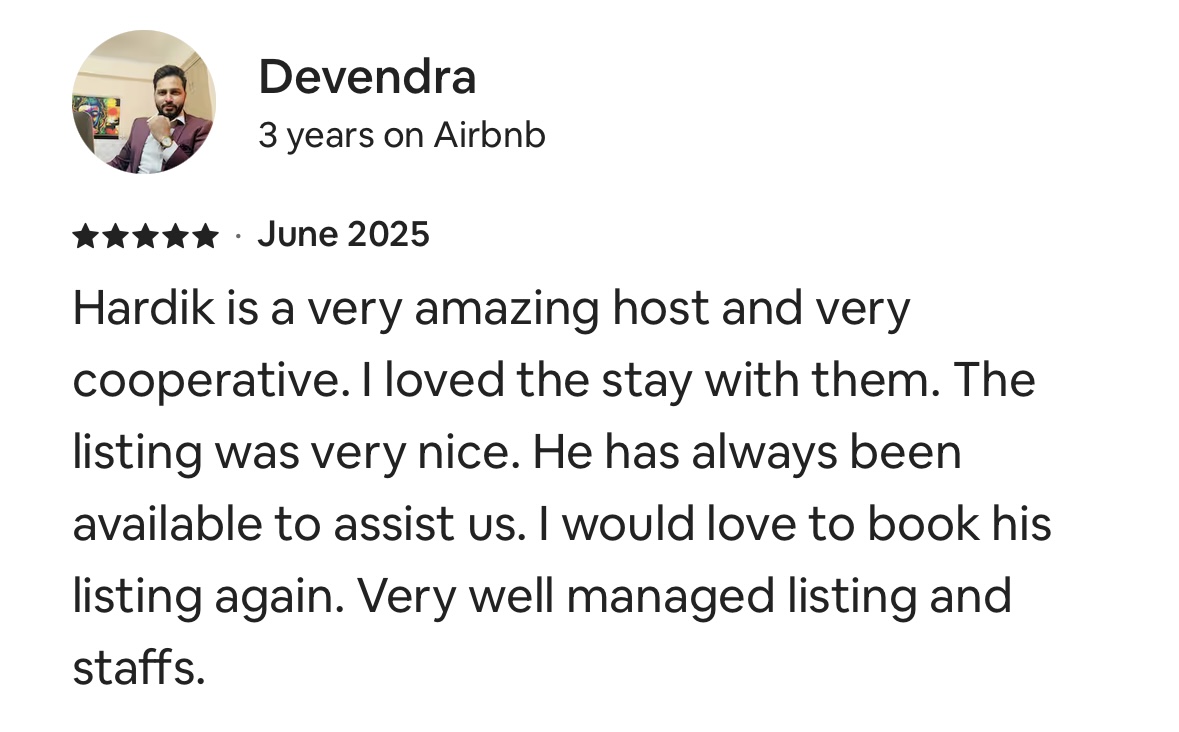 Devendra
3 years on Airbnb
★★★★★ · June 2025
Hardik is a very amazing host and very
cooperative. I loved the stay with them. The
listing was very nice. He has always been
available to assist us. I would love to book his
listing again. Very well managed listing and
staffs.